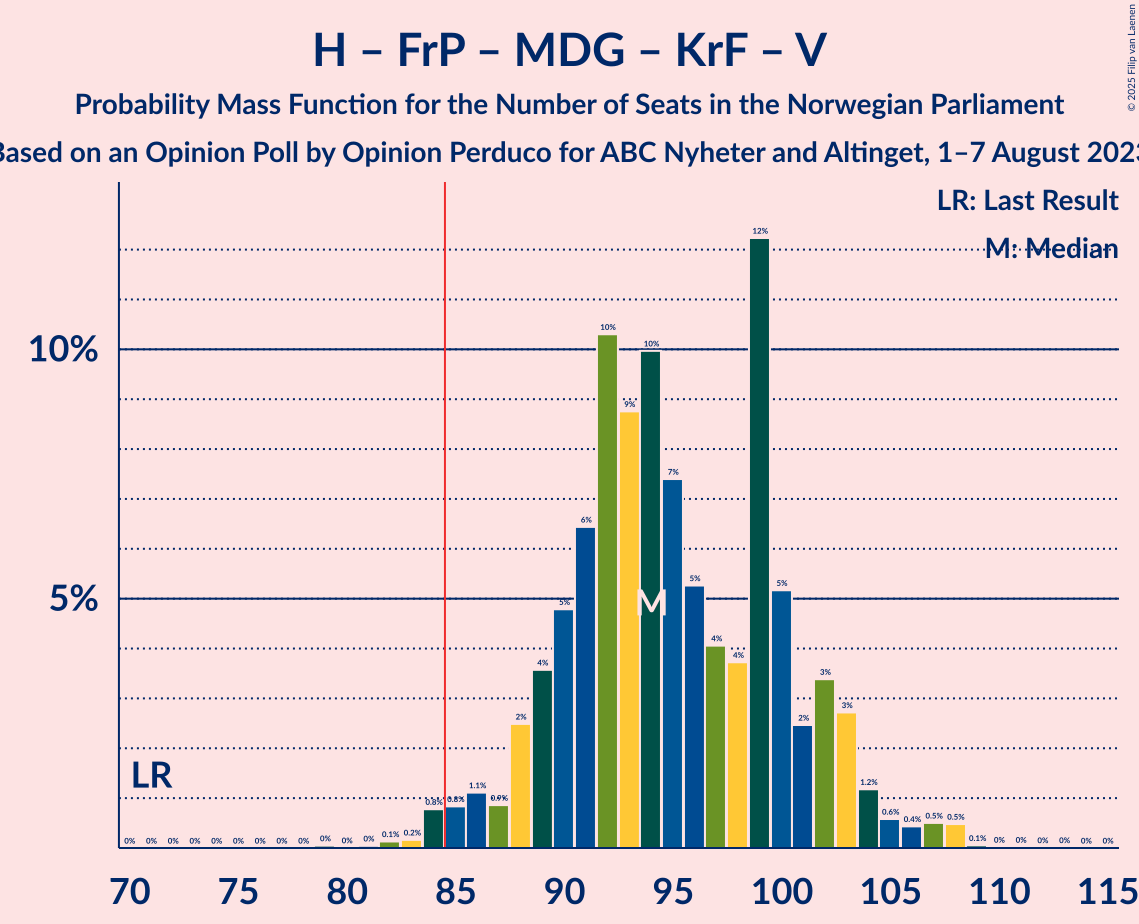 H – FrP – MDG – KrF – V
Probability Mass Function for the Number of Seats in the Norwegian Parliament
Based on an Opinion Poll by Opinion Perduco for ABC Nyheter and Altinget, 1–7 August 2023
© 2025 Filip van Laenen
LR: Last Result
M: Median
12%
10% 10%
10%
9%
7%
6%
5% 5%
5%
5%
M
4% 4% 4%
3% 3%
2% 2%
LR
0% 0% 0% 0% 0% 0% 0% 0% 0% 0% 0% 0% 0.1% 0.2% 0.8% 0.8% 1.1% 0.9% 1.2% 0.6% 0.4% 0.5% 0.5% 0.1% 0% 0% 0% 0% 0% 0%
70 75 80 85 90 95 100 105 110 115